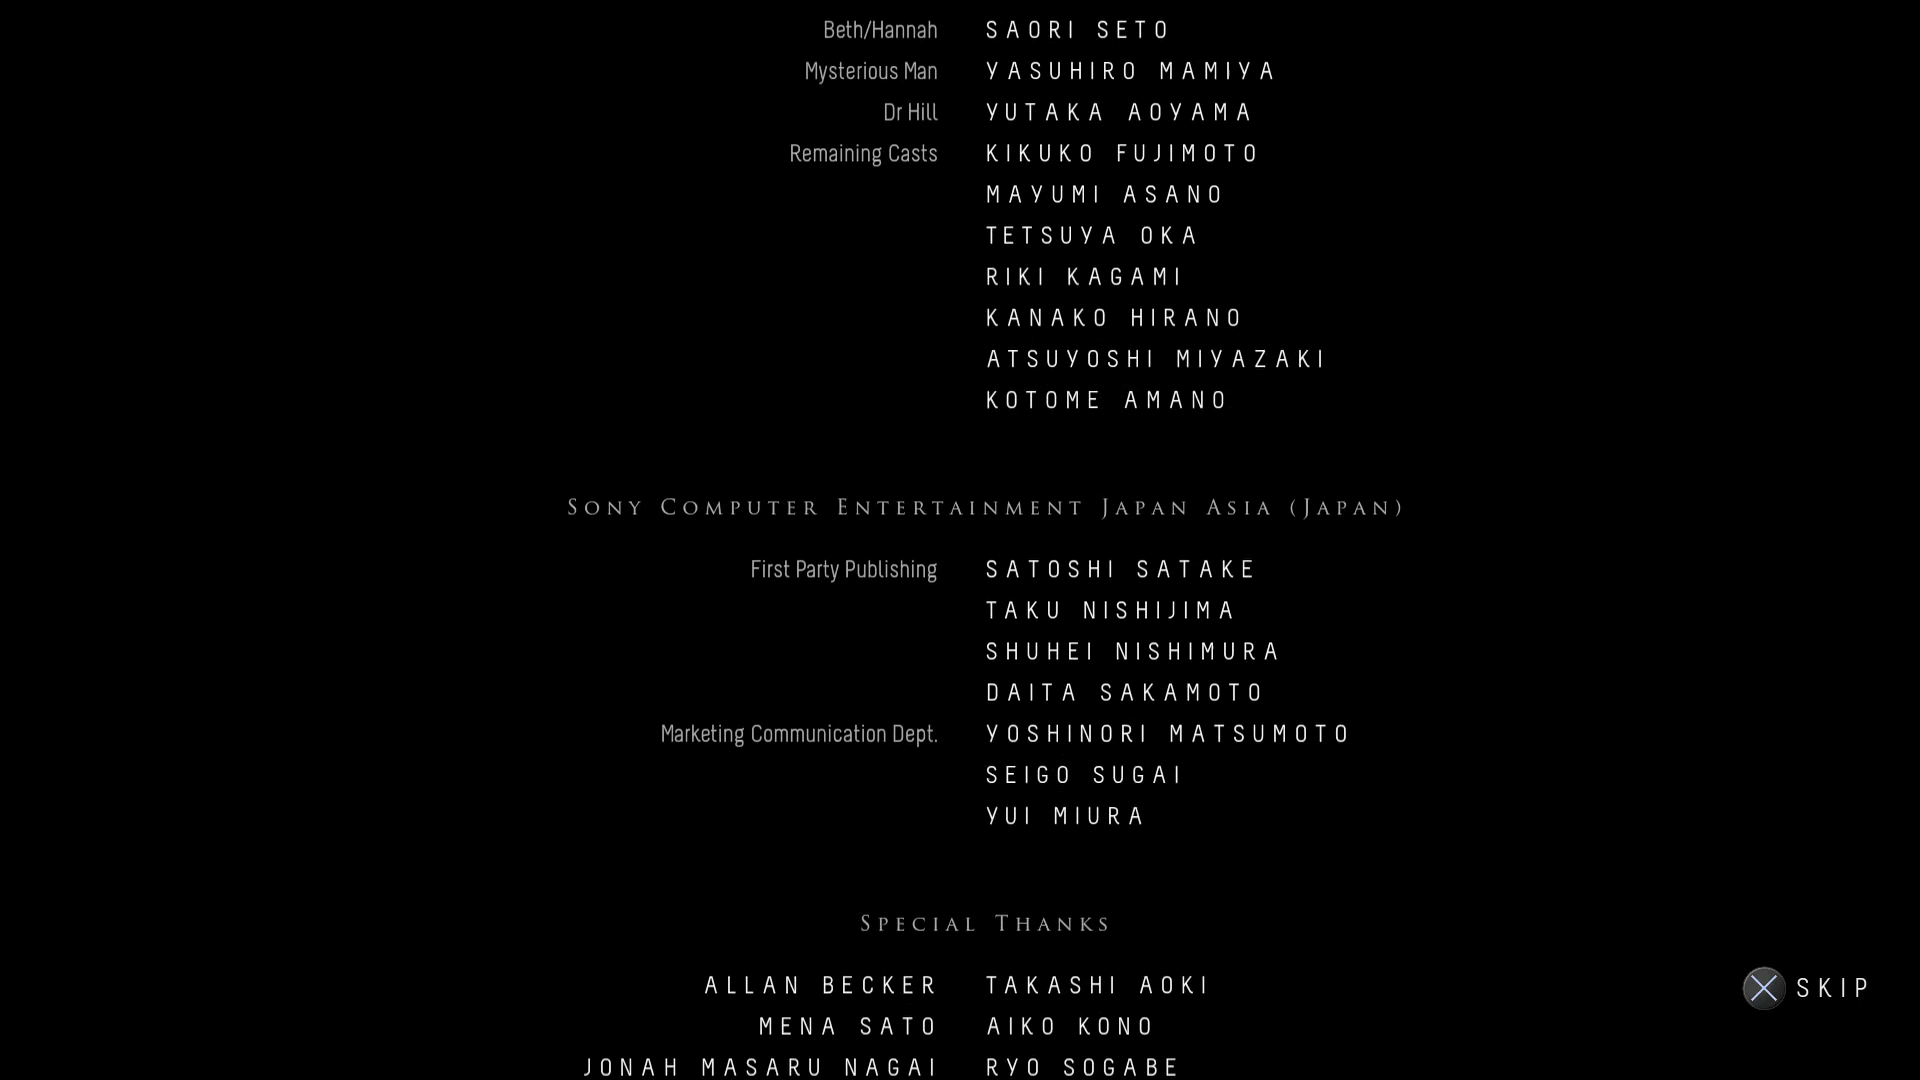 Beth/Hannah SAORI SETO
Mysterious Man YASUHIRO MAMIYA
Dr Hill YUTAKA AOYAMA
Remaining Casts KIKUKO FUJIMOTO
MAYUMI ASANO
TETSUYA OKA
RIKI KAGAMI
KANAKO HIRANO
ATSUYOSHI MIYAZAKI
KOTOME AMANO
SONY COMPUTER ENTERTAINMENT JAPAN ASIA (JAPAN)
First Party Publishing SATOSHI SATAKE
TAKU NISHIJIMA
SHUHEI NISHIMURA
DAITA SAKAMOTO
Marketing Communication Dept. YOSHINORI MATSUMOTO
SEIGO SUGAI
YUI MIURA
SPECIAL THANKS
ALLAN BECKER TAKASHI AOKI
MENA SATO AIKO KONO
JONAH MASARU NAGAI RYO SOGABE
SKIP